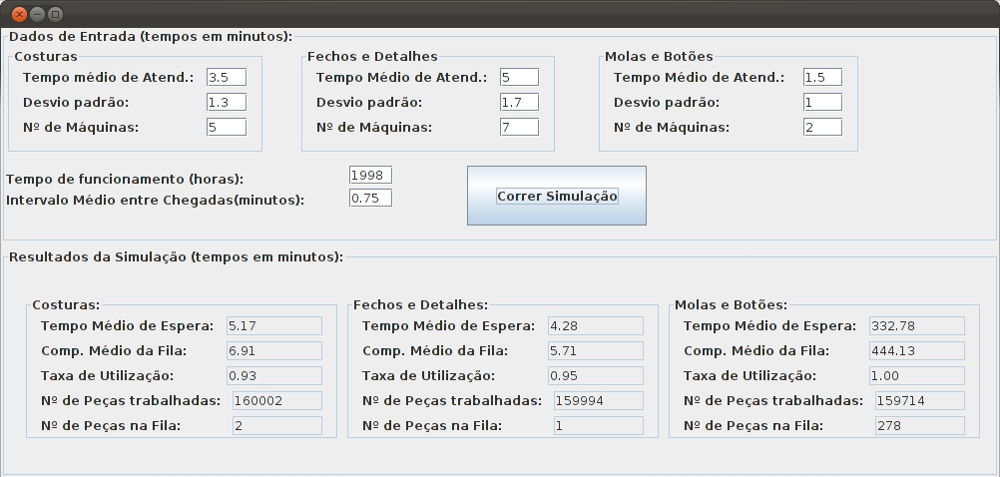 Dados de Entrada (tempos em minutos):
Costuras
Tempo médio de Atend.: 3.5
Desvio padrão: 1.3
Nº de Máquinas: 5
Fechos e Detalhes
Tempo Médio de Atend.: 5
Desvio padrão: 1.7
Nº de Máquinas: 7
Molas e Botões
Tempo Médio de Atend.: 1.5
Desvio padrão: 1
Nº de Máquinas: 2
Tempo de funcionamento (horas): 1998
Intervalo Médio entre Chegadas(minutos): 0.75
Correr Simulação
Resultados da Simulação (tempos em minutos):
Costuras:
Tempo Médio de Espera: 5.17
Comp. Médio da Fila: 6.91
Taxa de Utilização: 0.93
Nº de Peças trabalhadas: 160002
Nº de Peças na Fila: 2
Fechos e Detalhes:
Tempo Médio de Espera: 4.28
Comp. Médio da Fila: 5.71
Taxa de Utilização: 0.95
Nº de Peças trabalhadas: 159994
Nº de Peças na Fila: 1
Molas e Botões:
Tempo Médio de Espera: 332.78
Comp. Médio da Fila: 444.13
Taxa de Utilização: 1.00
Nº de Peças trabalhadas: 159714
Nº de Peças na Fila: 278